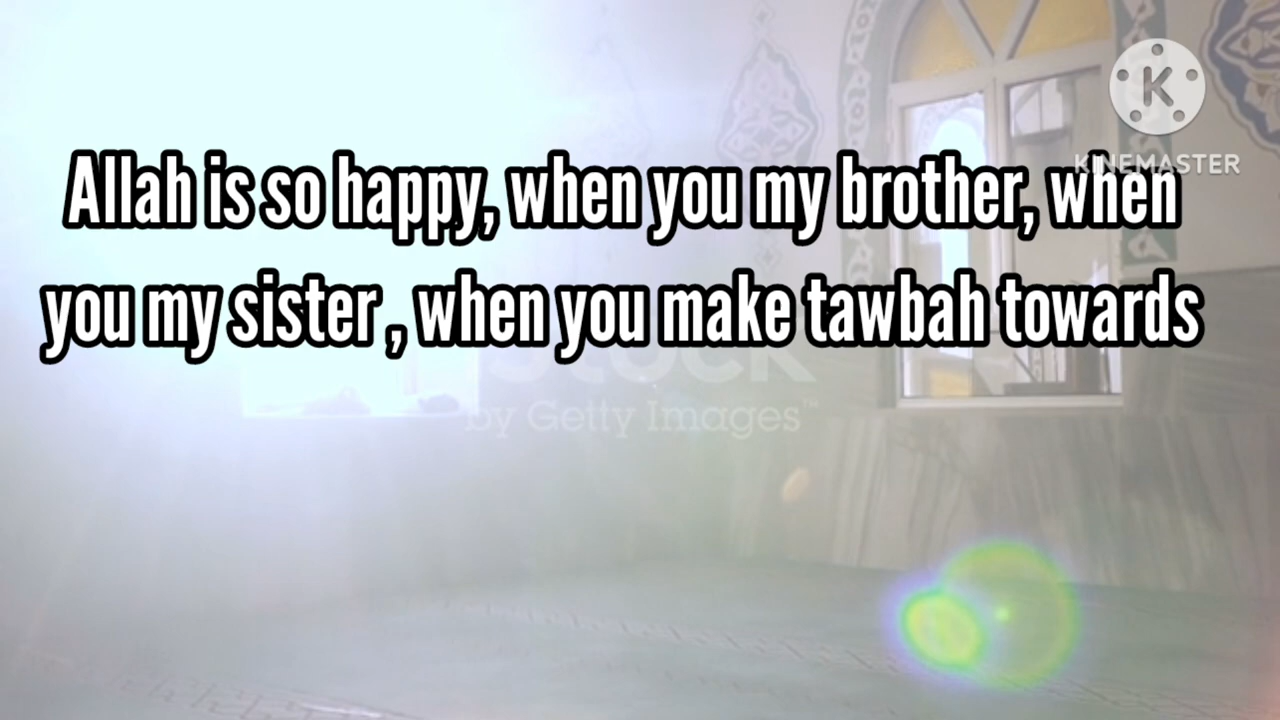 K
KINEMASTER
Allah is so happy, when you my brother, when
you my sister , when you make tawbah towards
by Getty Images™